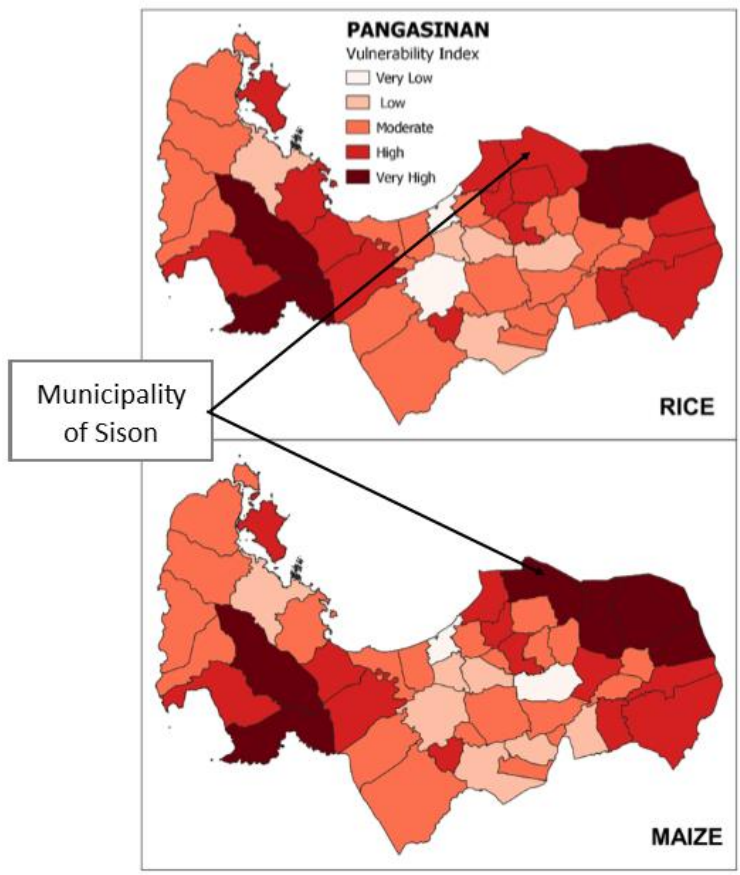 PANGASINAN
Vulnerability Index
Very Low
Low
Moderate
High
Very High
Municipality
of Sison
RICE
MAIZE